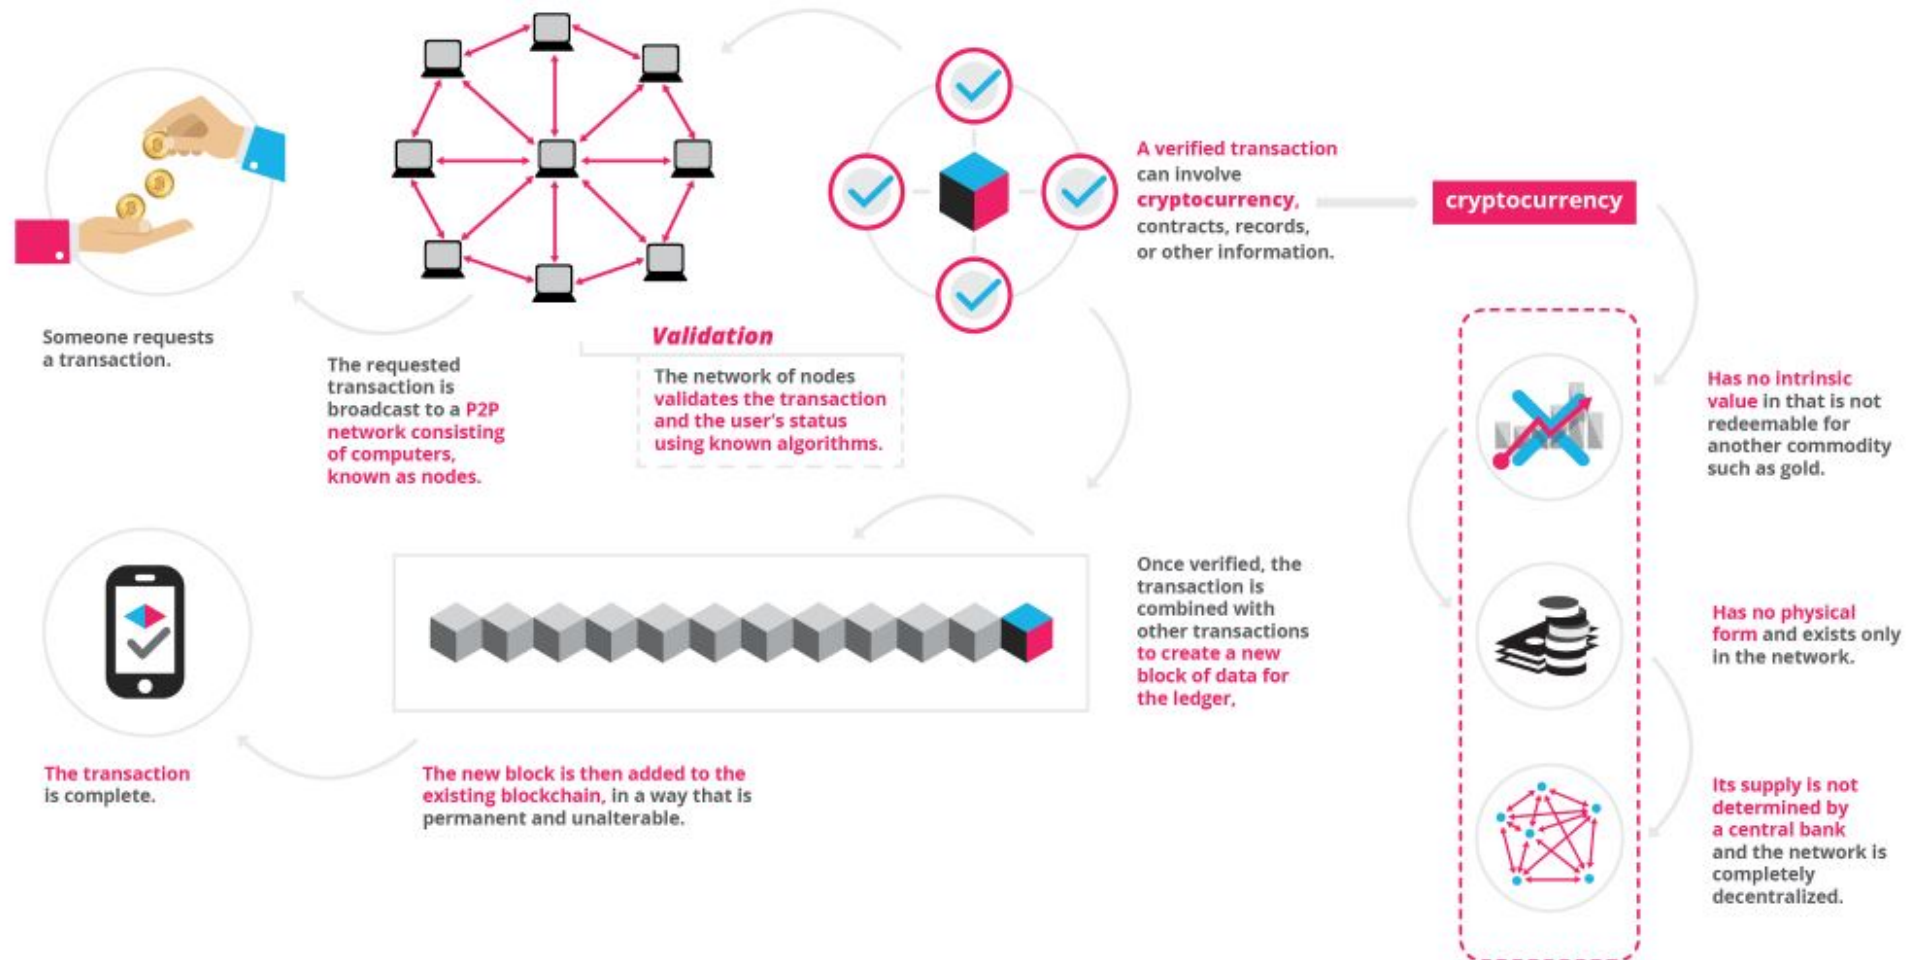 Someone requests
a transaction.
The requested
transaction is
broadcast to a P2P
network consisting
of computers,
known as nodes.
Validation
The network of nodes
validates the transaction
and the user's status
using known algorithms.
A verified transaction
can involve
cryptocurrency,
contracts, records,
or other information.
cryptocurrency
Has no intrinsic
value in that is not
redeemable for
another commodity
such as gold.
Has no physical
form and exists only
in the network.
Its supply is not
determined by
a central bank
and the network is
completely
decentralized.
Once verified, the
transaction is
combined with
other transactions
to create a new
block of data for
the ledger,
The new block is then added to the
existing blockchain, in a way that is
permanent and unalterable.
The transaction
is complete.